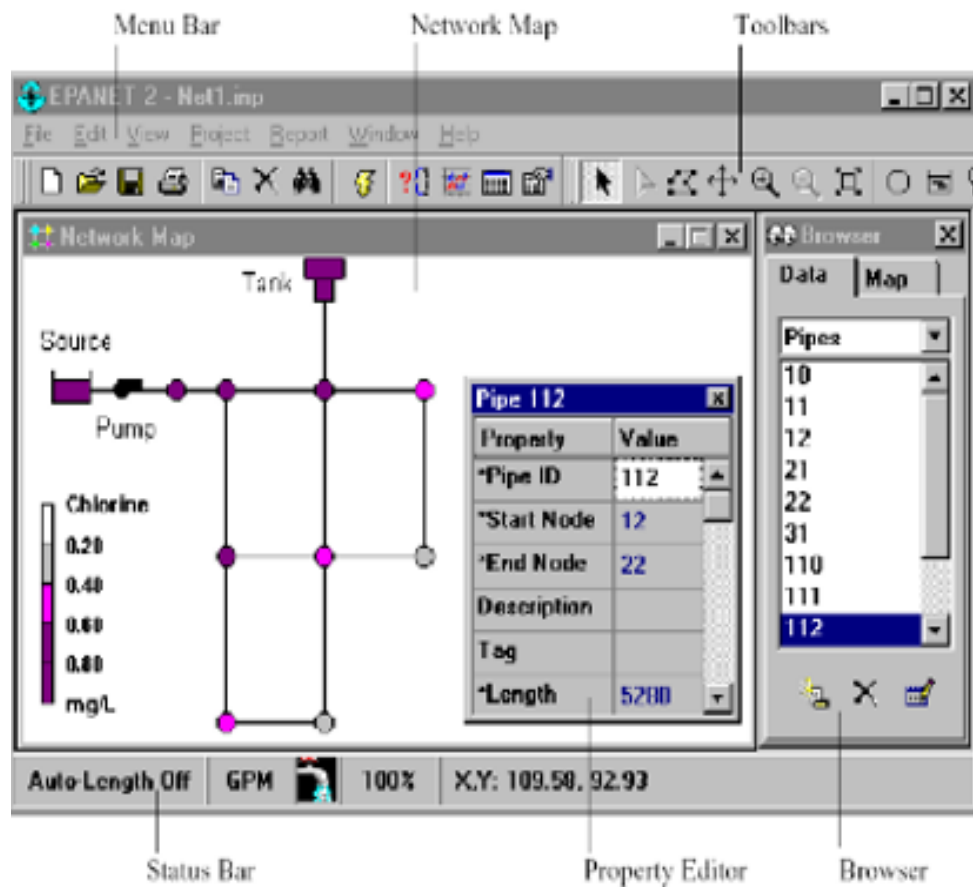 Menu Bar
Network Map
Toolbars
EPANET 2 - Net1.inp
File Edit View Project Report Window Help
Network Map
Browser
Tank
Data
Map
Source
Pipes
Pump
10
11
12
21
22
31
110
111
112
Pipe 112
Property Value
*Pipe ID 112
*Start Node 12
*End Node 22
Description
Tag
*Length 5280
Chlorine
0.20
0.40
0.60
0.80
mg/L
Auto-Length Off GPM 100% X,Y: 109.58, 92.93
Status Bar
Property Editor
Browser